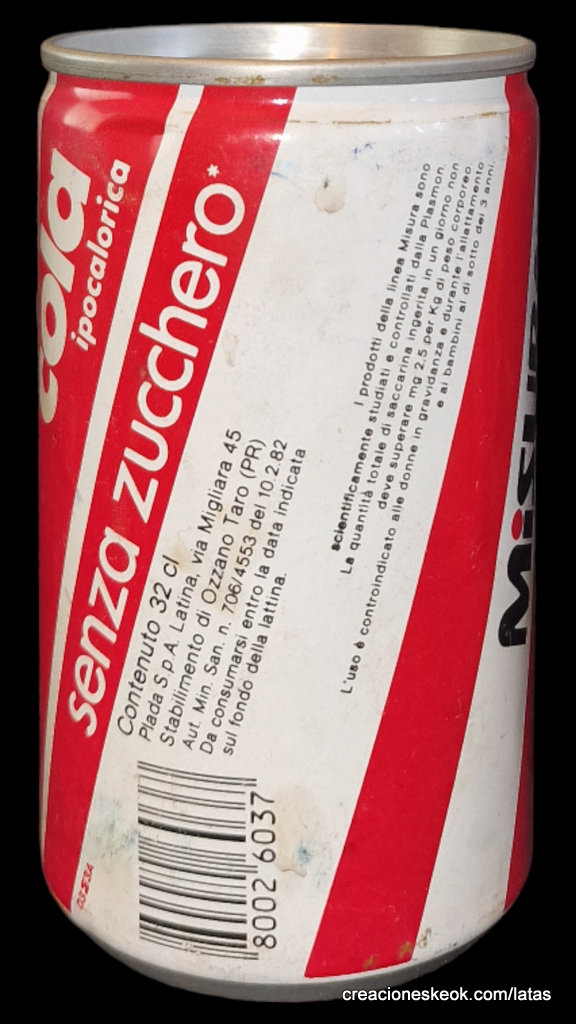 cola
ipocalorica
senza zucchero*
Contenuto 32 cl
Plada S.p.A. Latina, via Migliara 45
Stabilimento di Ozzano Taro (PR)
Aut. Min. San. n. 706/4553 del 10.2.82
Da consumarsi entro la data indicata
sul fondo della lattina.
8002 6037
I prodotti della linea Misura sono
scientificamente studiati e controllati dalla Plasmon.
La quantità totale di saccarina ingerita in un giorno non
deve superare mg 2.5 per Kg di peso corporeo
L'uso è controindicato alle donne in gravidanza e durante l'allattamento
e ai bambini al di sotto dei 3 anni.
Misura
creacioneskeok.com/latas